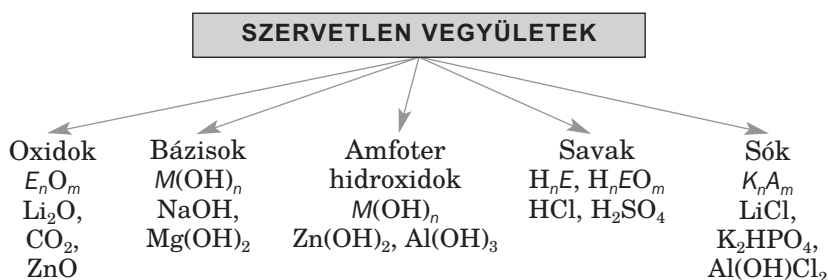 SZERVETLEN VEGYÜLETEK
Oxidok
EₙOₘ
Li₂O,
CO₂,
ZnO
Bázisok
M(OH)ₙ
NaOH,
Mg(OH)₂
Amfoter
hidroxidok
M(OH)ₙ
Zn(OH)₂, Al(OH)₃
Savak
HₙE, HₙEOₘ
HCl, H₂SO₄
Sók
KₙAₘ
LiCl,
K₂HPO₄,
Al(OH)Cl₂